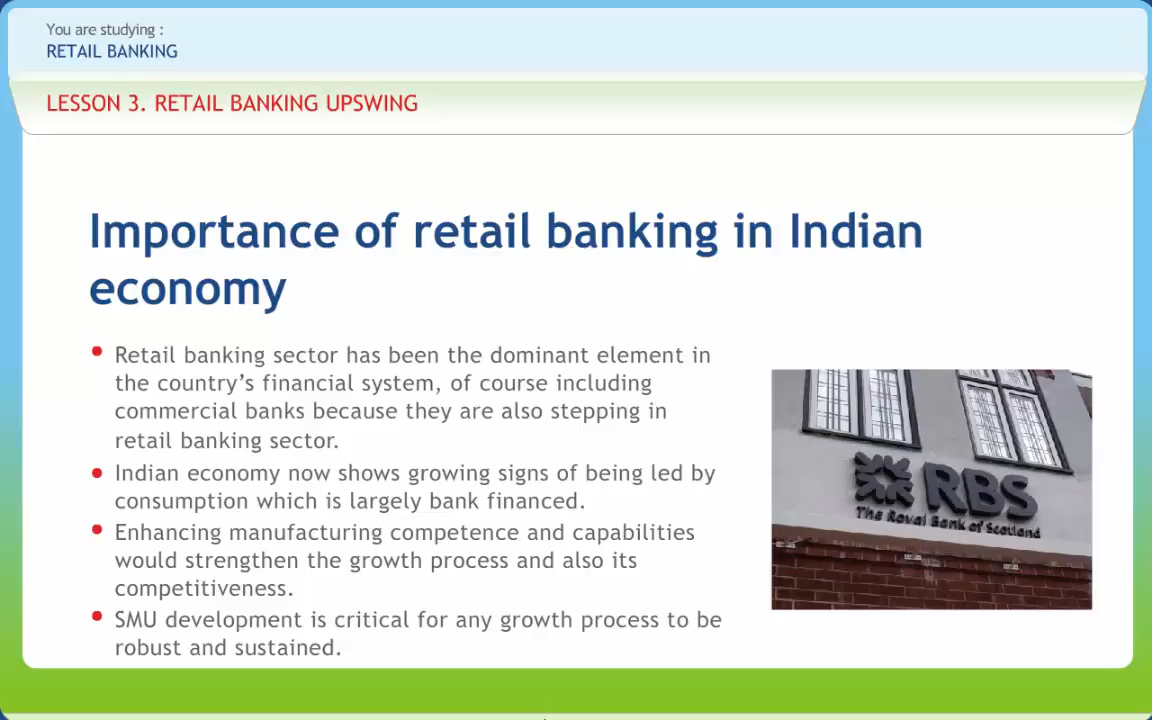 You are studying :
RETAIL BANKING
LESSON 3. RETAIL BANKING UPSWING
Importance of retail banking in Indian
economy
Retail banking sector has been the dominant element in
the country’s financial system, of course including
commercial banks because they are also stepping in
retail banking sector.
Indian economy now shows growing signs of being led by
consumption which is largely bank financed.
Enhancing manufacturing competence and capabilities
would strengthen the growth process and also its
competitiveness.
SMU development is critical for any growth process to be
robust and sustained.
RBS
The Royal Bank of Scotland